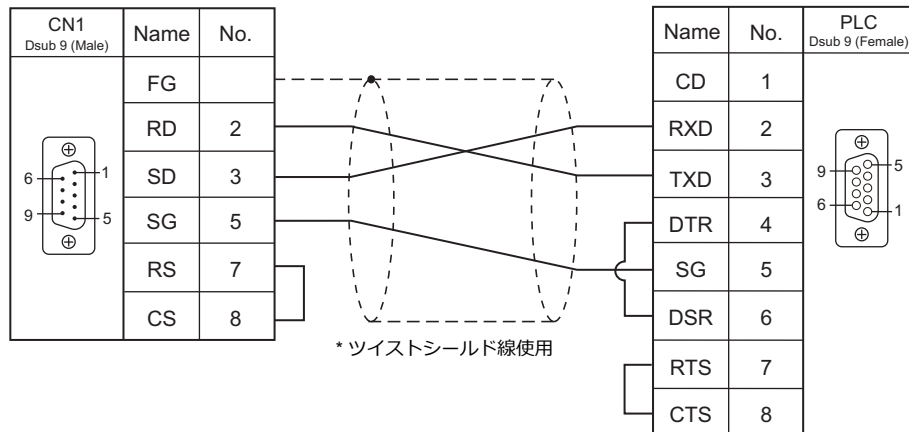 CN1
Dsub 9 (Male)
Name No.
FG
RD 2
SD 3
SG 5
RS 7
CS 8
6 1
9 5
* ツイストシールド線使用
Name No.
PLC
Dsub 9 (Female)
CD 1
RXD 2
TXD 3
DTR 4
SG 5
DSR 6
RTS 7
CTS 8
9 5
6 1